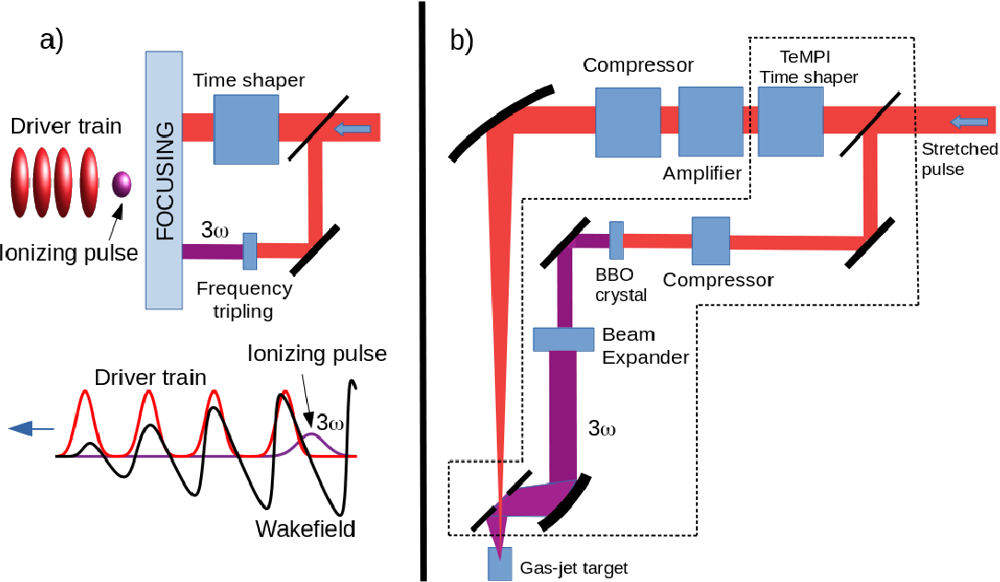 a)
Time shaper
Driver train
FOCUSING
3ω
Ionizing pulse
Frequency
tripling
Ionizing pulse
Driver train
3ω
Wakefield
b)
Compressor
TeMPI
Time shaper
Amplifier
Stretched
pulse
BBO
crystal
Compressor
Beam
Expander
3ω
Gas-jet target